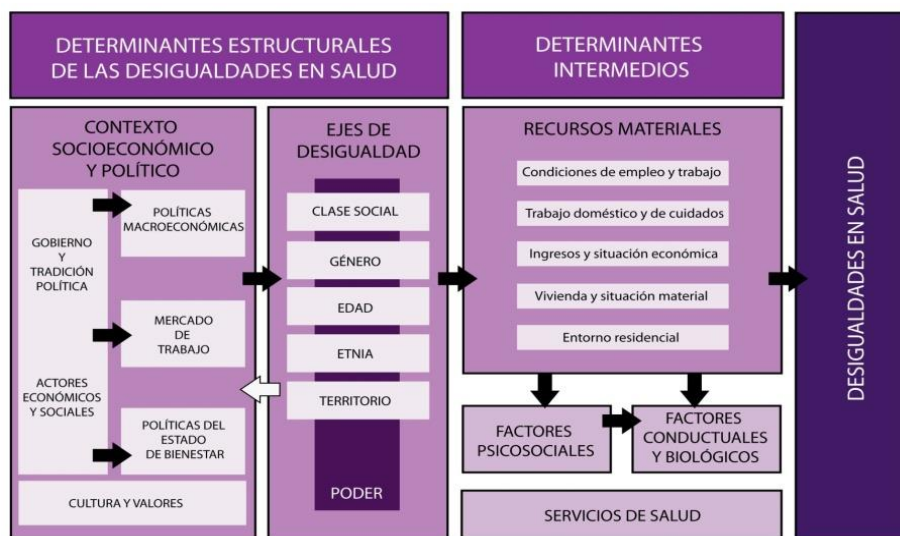 DETERMINANTES ESTRUCTURALES
DE LAS DESIGUALDADES EN SALUD
CONTEXTO
SOCIOECONÓMICO
Y POLÍTICO
GOBIERNO
Y
TRADICIÓN
POLÍTICA
ACTORES
ECONÓMICOS
Y SOCIALES
POLÍTICAS
MACROECONÓMICAS
MERCADO
DE
TRABAJO
POLÍTICAS DEL
ESTADO
DE BIENESTAR
CULTURA Y VALORES
EJES DE
DESIGUALDAD
CLASE SOCIAL
GÉNERO
EDAD
ETNIA
TERRITORIO
PODER
DETERMINANTES
INTERMEDIOS
RECURSOS MATERIALES
Condiciones de empleo y trabajo
Trabajo doméstico y de cuidados
Ingresos y situación económica
Vivienda y situación material
Entorno residencial
FACTORES
PSICOSOCIALES
FACTORES
CONDUCTUALES
Y BIOLÓGICOS
SERVICIOS DE SALUD
DESIGUALDADES EN SALUD